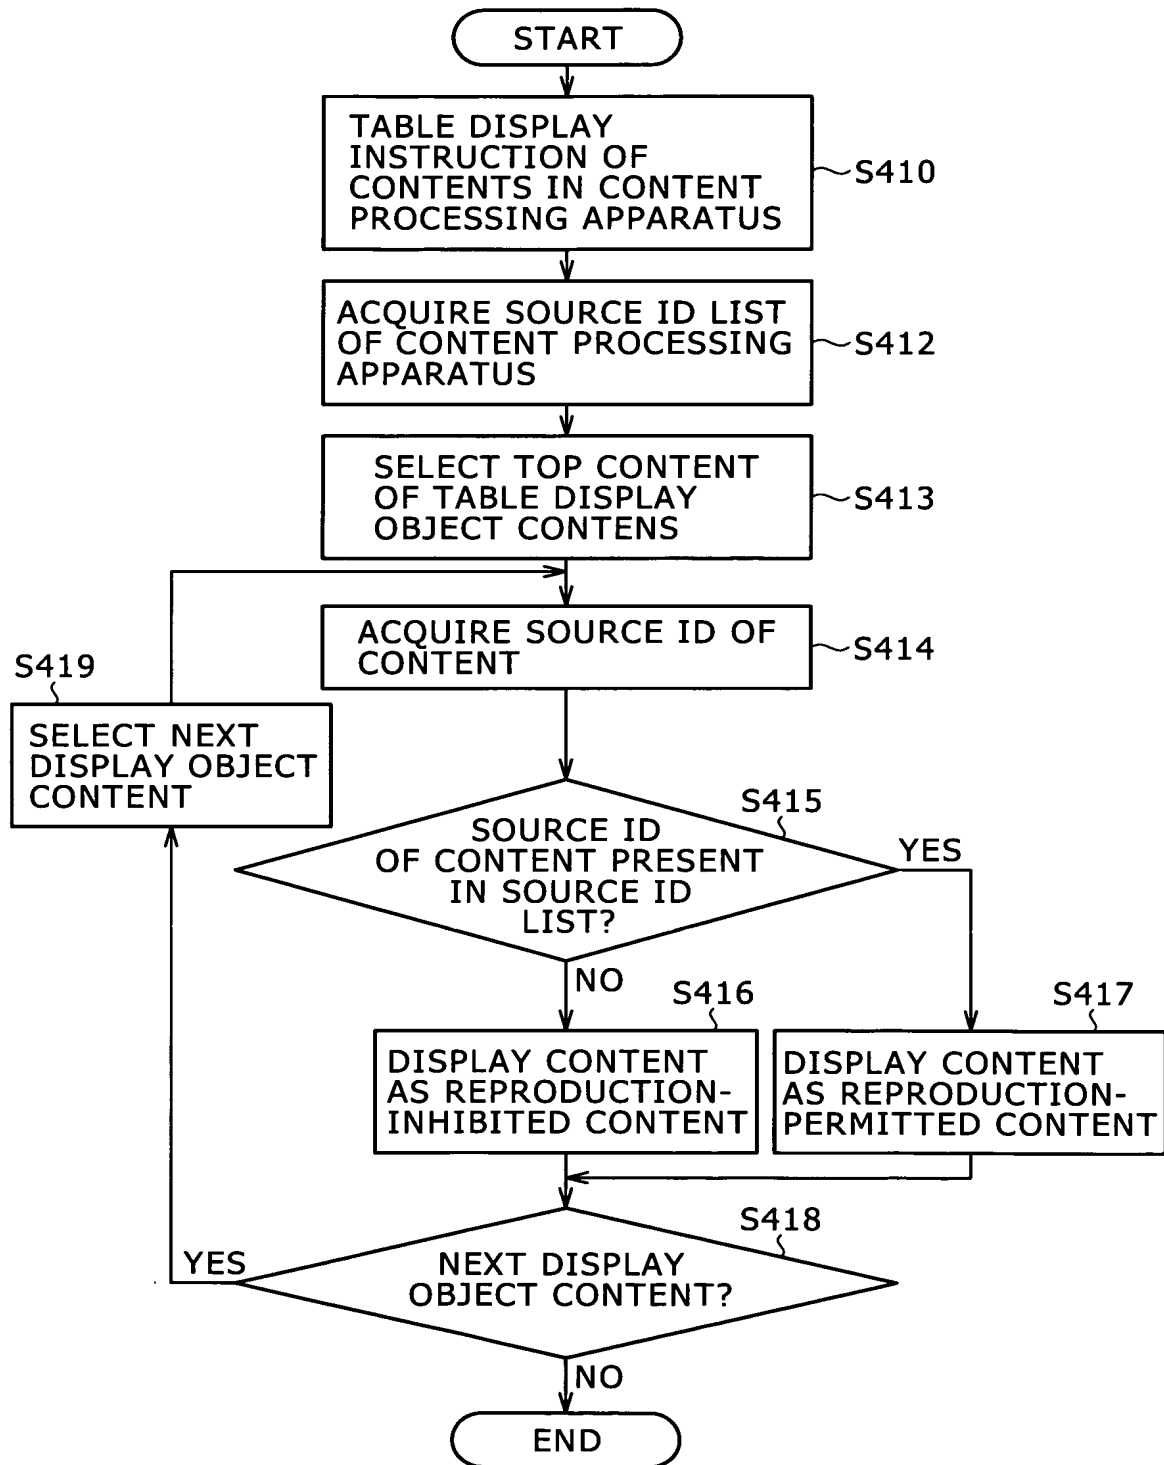 START
TABLE DISPLAY
INSTRUCTION OF
CONTENTS IN CONTENT
PROCESSING APPARATUS
S410
ACQUIRE SOURCE ID LIST
OF CONTENT PROCESSING
APPARATUS
S412
SELECT TOP CONTENT
OF TABLE DISPLAY
OBJECT CONTENS
S413
ACQUIRE SOURCE ID OF
CONTENT
S414
S419
SELECT NEXT
DISPLAY OBJECT
CONTENT
S415
SOURCE ID
OF CONTENT PRESENT
IN SOURCE ID
LIST?
YES
NO
S416
DISPLAY CONTENT
AS REPRODUCTION-
INHIBITED CONTENT
S417
DISPLAY CONTENT
AS REPRODUCTION-
PERMITTED CONTENT
S418
NEXT DISPLAY
OBJECT CONTENT?
YES
NO
END